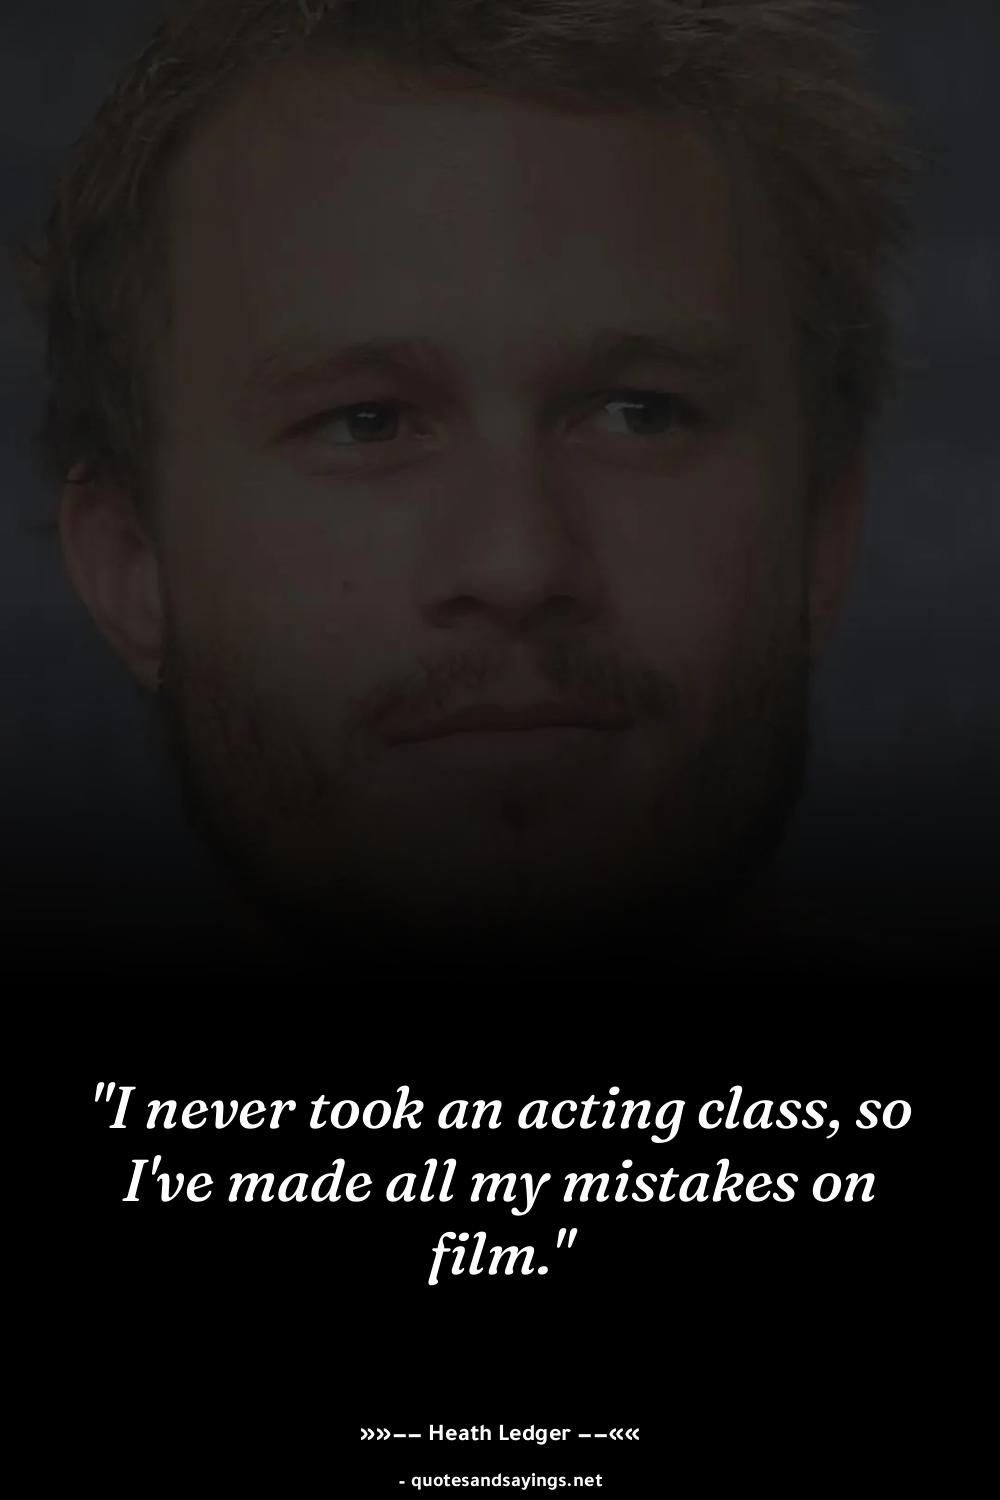 "I never took an acting class, so
I've made all my mistakes on
film."
»»−− Heath Ledger −−««
- quotesandsayings.net